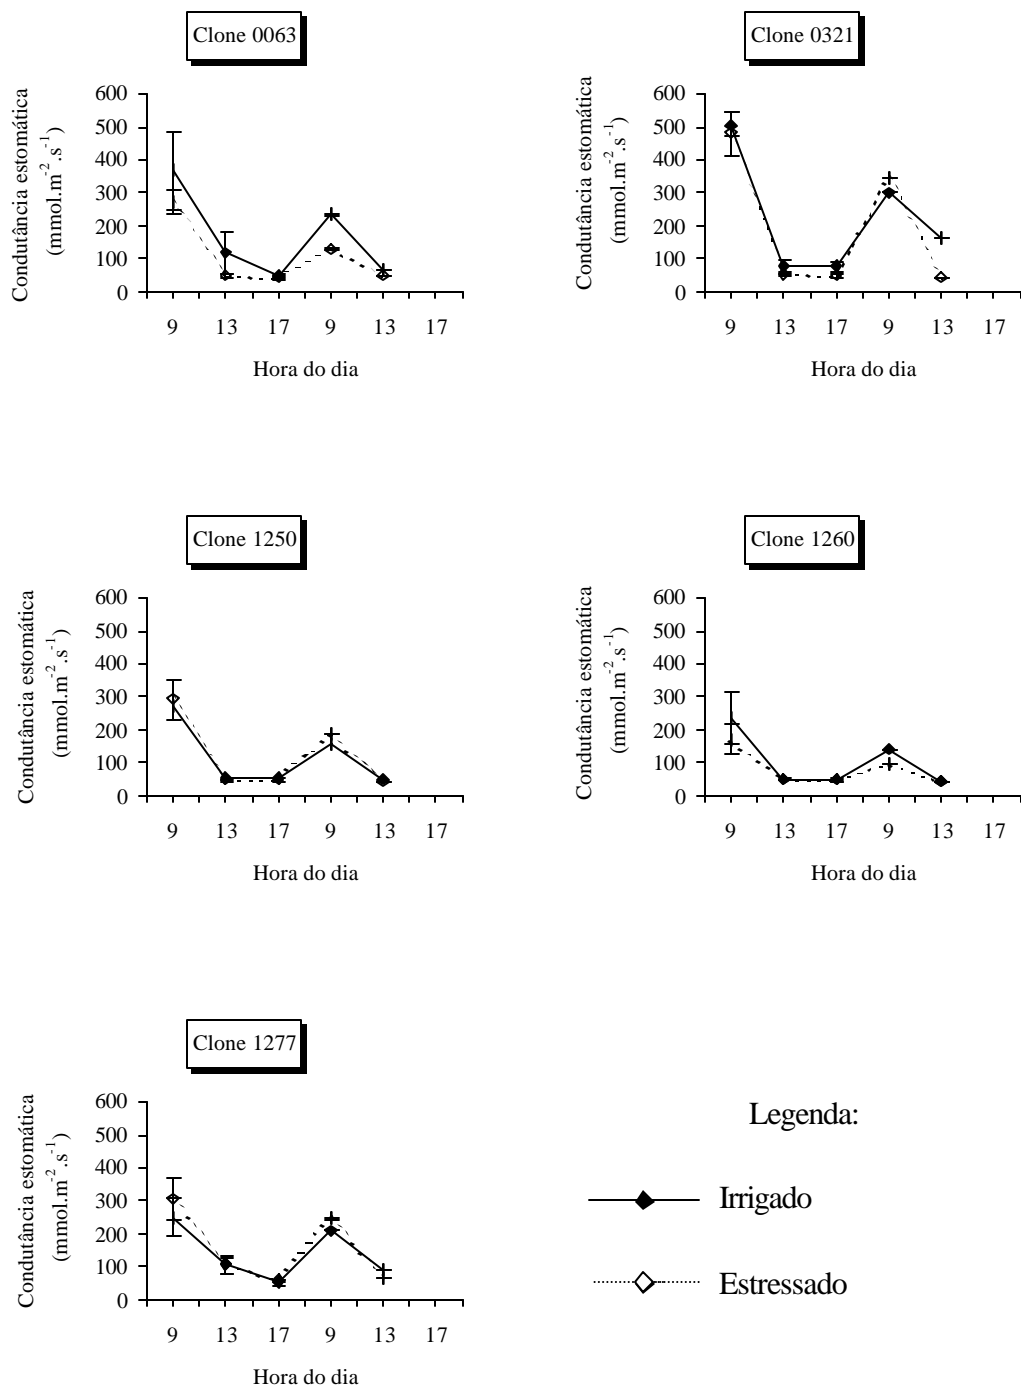 Clone 0063
Condutância estomática
(mmol.m-2.s-1)
600
500
400
300
200
100
0
9 13 17 9 13 17
Hora do dia
Clone 0321
Condutância estomática
(mmol.m-2.s-1)
600
500
400
300
200
100
0
9 13 17 9 13 17
Hora do dia
Clone 1250
Condutância estomática
(mmol.m-2.s-1)
600
500
400
300
200
100
0
9 13 17 9 13 17
Hora do dia
Clone 1260
Condutância estomática
(mmol.m-2.s-1)
600
500
400
300
200
100
0
9 13 17 9 13 17
Hora do dia
Clone 1277
Condutância estomática
(mmol.m-2.s-1)
600
500
400
300
200
100
0
9 13 17 9 13 17
Hora do dia
Legenda:
Irrigado
Estressado